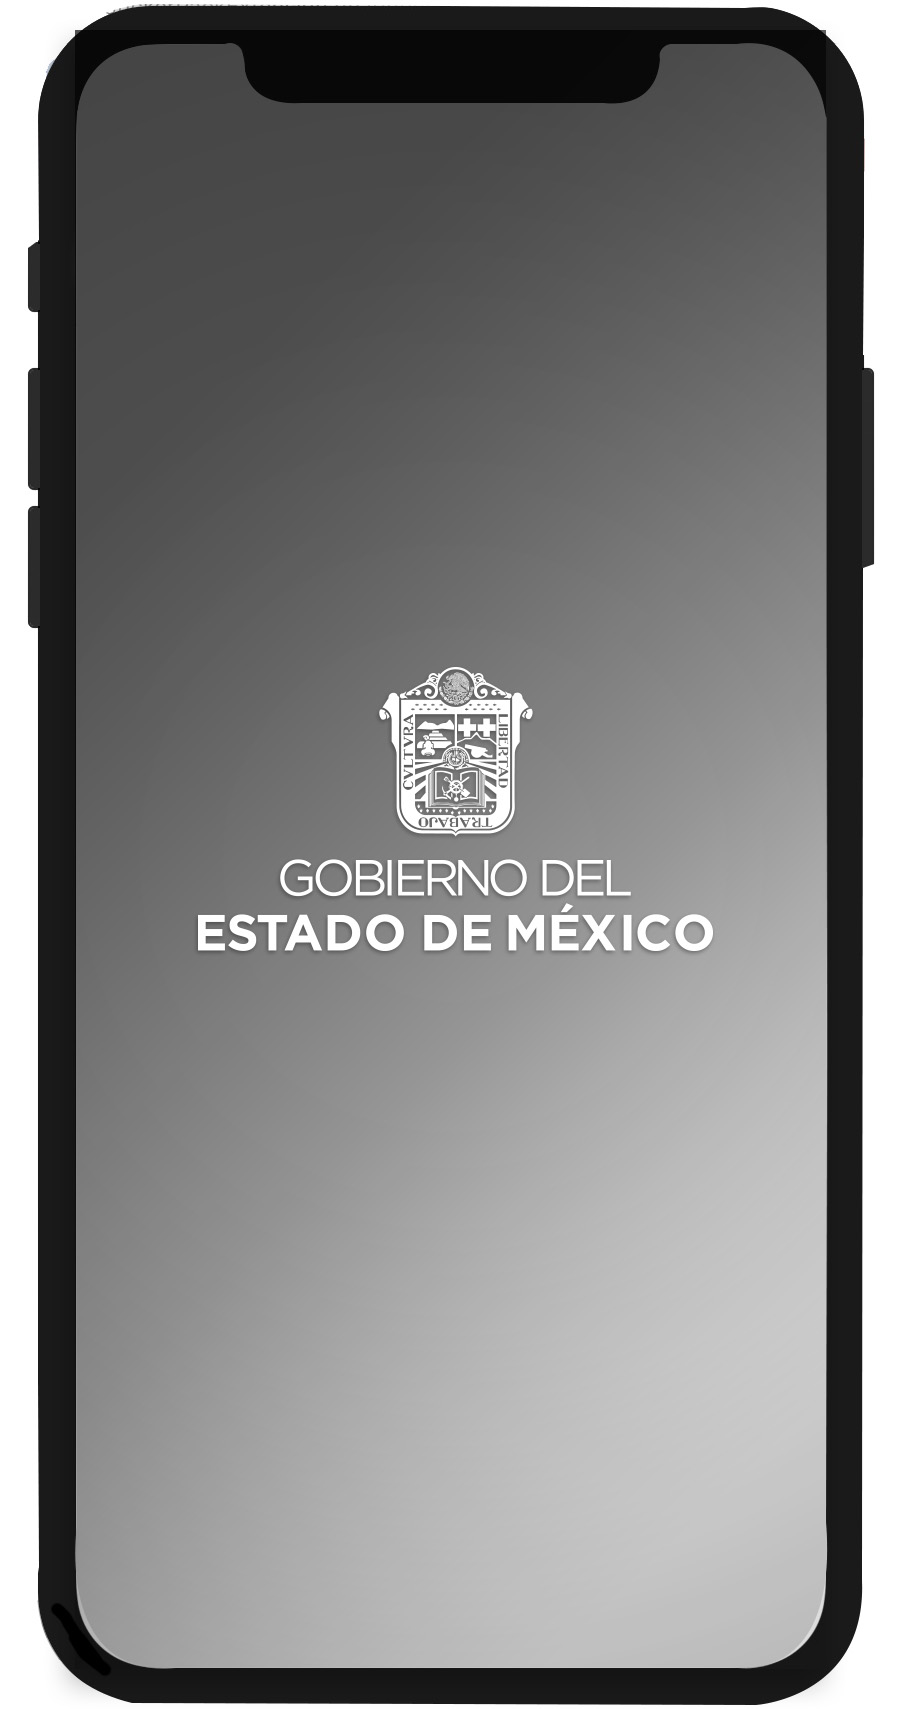 CVLTVRA
LIBERTAD
TRABAJO
GOBIERNO DEL
ESTADO DE MÉXICO